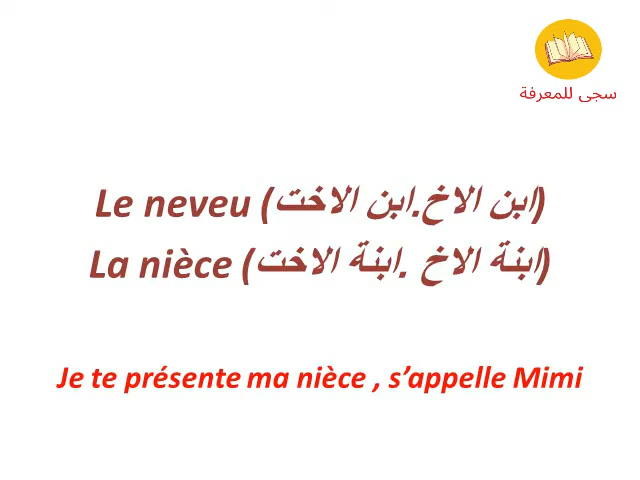 سجى للمعرفة
Le neveu (ابن الاخ.ابن الاخت)
La nièce (ابنة الاخ .ابنة الاخت)
Je te présente ma nièce , s’appelle Mimi